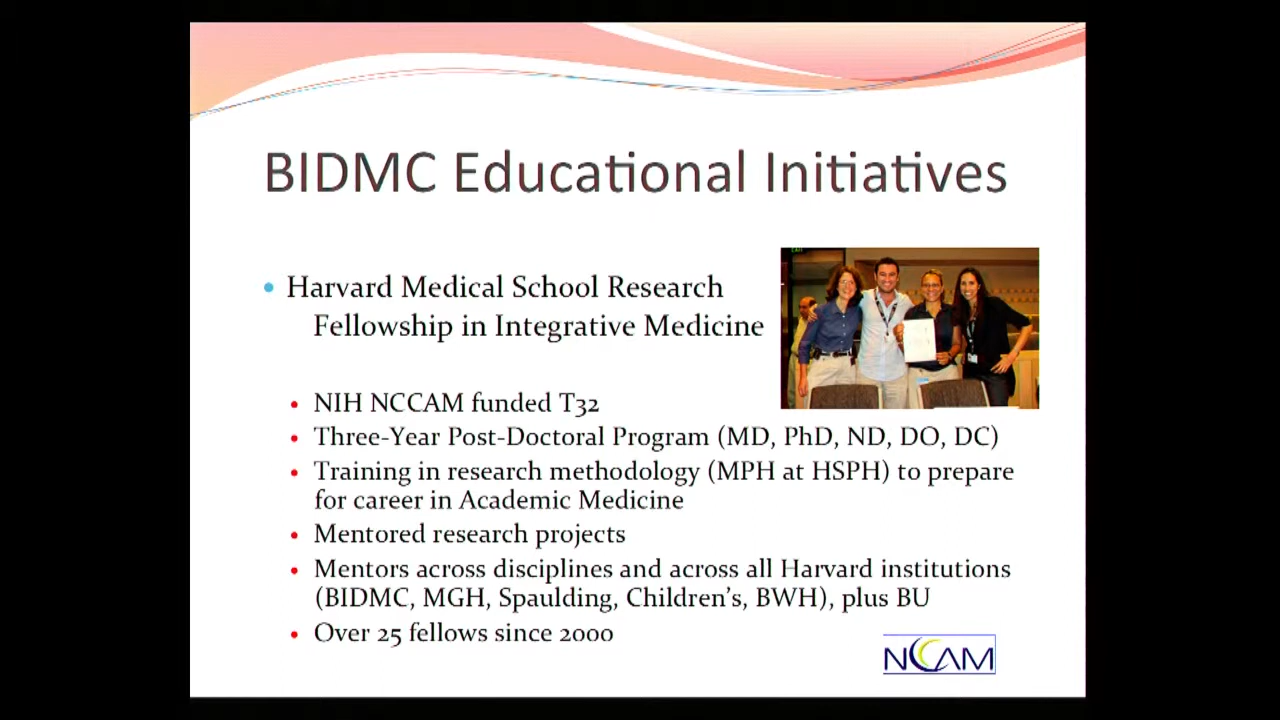 BIDMC Educational Initiatives
• Harvard Medical School Research
Fellowship in Integrative Medicine
• NIH NCCAM funded T32
• Three-Year Post-Doctoral Program (MD, PhD, ND, DO, DC)
• Training in research methodology (MPH at HSPH) to prepare
for career in Academic Medicine
• Mentored research projects
• Mentors across disciplines and across all Harvard institutions
(BIDMC, MGH, Spaulding, Children’s, BWH), plus BU
• Over 25 fellows since 2000
NCCAM